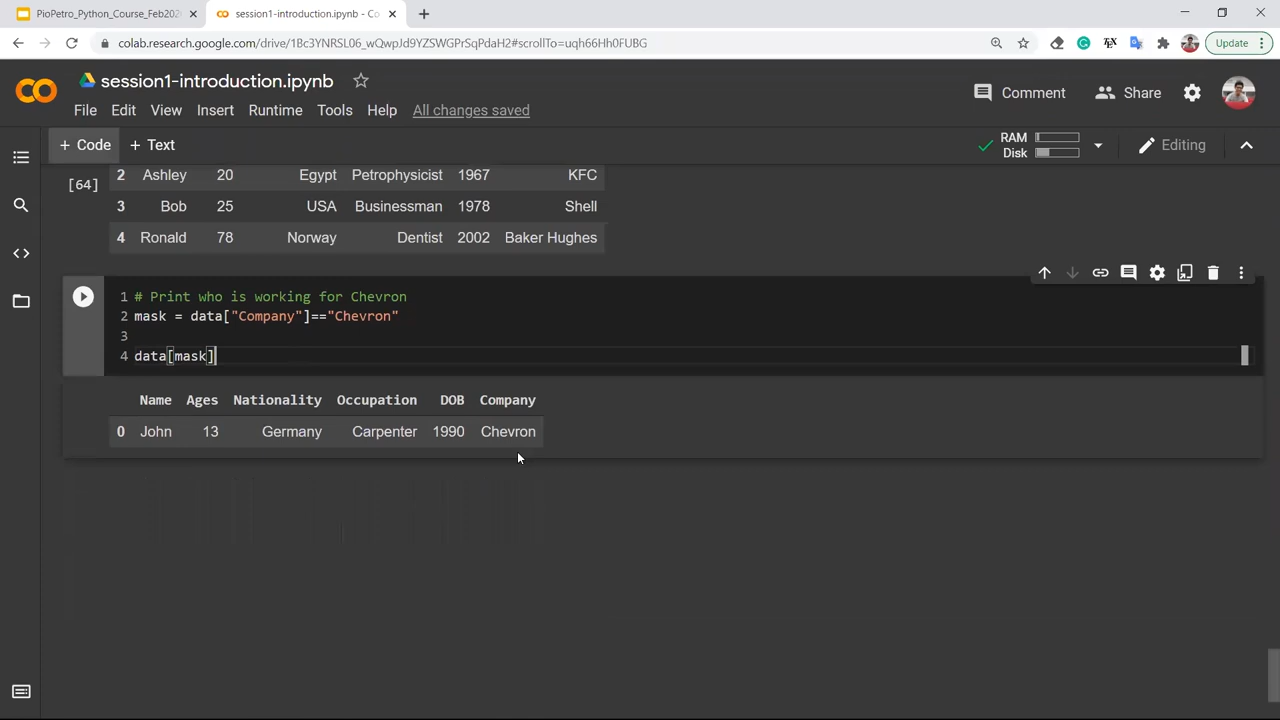 PioPetro_Python_Course_Feb202
session1-introduction.ipynb - Co
colab.research.google.com/drive/1Bc3YNRSL06_wQwpJd9YZSWGPrSqPdaH2#scrollTo=uqh66Hh0FUBG
Update
session1-introduction.ipynb
Comment Share
File Edit View Insert Runtime Tools Help All changes saved
+ Code + Text
RAM
Disk
Editing
[64]
2 Ashley 20 Egypt Petrophysicist 1967 KFC
3 Bob 25 USA Businessman 1978 Shell
4 Ronald 78 Norway Dentist 2002 Baker Hughes
1 # Print who is working for Chevron
2 mask = data["Company"]=="Chevron"
3
4 data[mask]
Name Ages Nationality Occupation DOB Company
0 John 13 Germany Carpenter 1990 Chevron